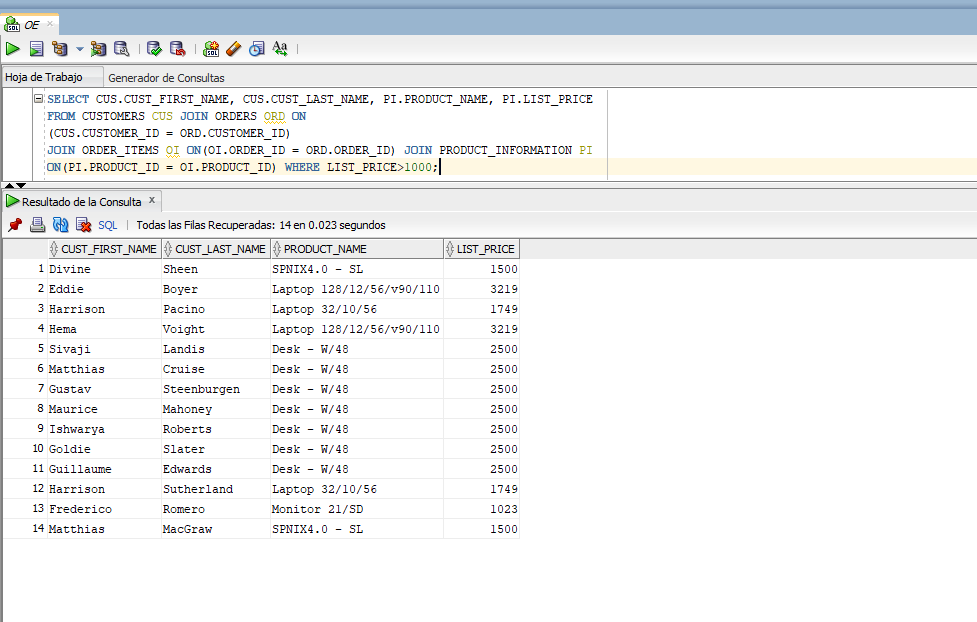 OE
Aa
Hoja de Trabajo Generador de Consultas
SELECT CUS.CUST_FIRST_NAME, CUS.CUST_LAST_NAME, PI.PRODUCT_NAME, PI.LIST_PRICE
FROM CUSTOMERS CUS JOIN ORDERS ORD ON
(CUS.CUSTOMER_ID = ORD.CUSTOMER_ID)
JOIN ORDER_ITEMS OI ON(OI.ORDER_ID = ORD.ORDER_ID) JOIN PRODUCT_INFORMATION PI
ON(PI.PRODUCT_ID = OI.PRODUCT_ID) WHERE LIST_PRICE>1000;
Resultado de la Consulta x
SQL | Todas las Filas Recuperadas: 14 en 0.023 segundos
CUST_FIRST_NAME CUST_LAST_NAME PRODUCT_NAME LIST_PRICE
1 Divine Sheen SPNIX4.0 - SL 1500
2 Eddie Boyer Laptop 128/12/56/v90/110 3219
3 Harrison Pacino Laptop 32/10/56 1749
4 Hema Voight Laptop 128/12/56/v90/110 3219
5 Sivaji Landis Desk - W/48 2500
6 Matthias Cruise Desk - W/48 2500
7 Gustav Steenburgen Desk - W/48 2500
8 Maurice Mahoney Desk - W/48 2500
9 Ishwarya Roberts Desk - W/48 2500
10 Goldie Slater Desk - W/48 2500
11 Guillaume Edwards Desk - W/48 2500
12 Harrison Sutherland Laptop 32/10/56 1749
13 Frederico Romero Monitor 21/SD 1023
14 Matthias MacGraw SPNIX4.0 - SL 1500